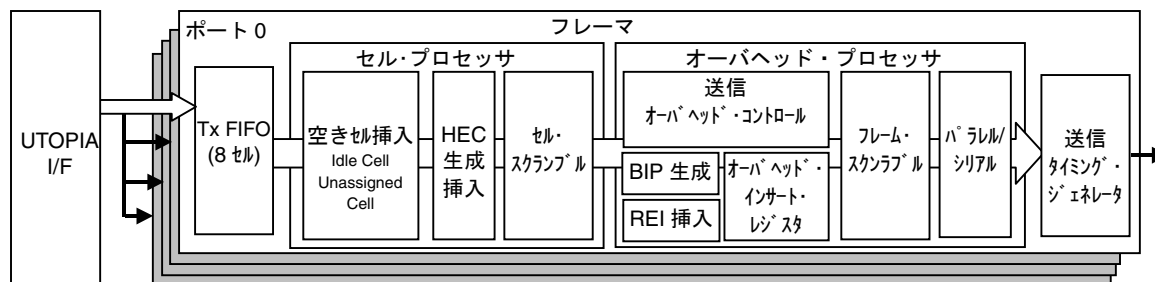 ポート 0
フレーマ
セル・プロセッサ
オーバヘッド・プロセッサ
UTOPIA
I/F
Tx FIFO
(8 ｾﾙ)
空きセル挿入
Idle Cell
Unassigned
Cell
HEC
生成
挿入
ｾﾙ・
ｽｸﾗﾝﾌﾞﾙ
送信
ｵｰﾊﾞﾍｯﾄﾞ・ｺﾝﾄﾛｰﾙ
BIP 生成
REI 挿入
ｵｰﾊﾞﾍｯﾄﾞ・
ｲﾝｻｰﾄ・
ﾚｼﾞｽﾀ
ﾌﾚｰﾑ・
ｽｸﾝﾗﾌﾞﾙ
ﾊﾟﾗﾚﾙ/
ｼﾘｱﾙ
送信
ﾀｲﾐﾝｸﾞ・
ｼﾞｪﾈﾚｰﾀ